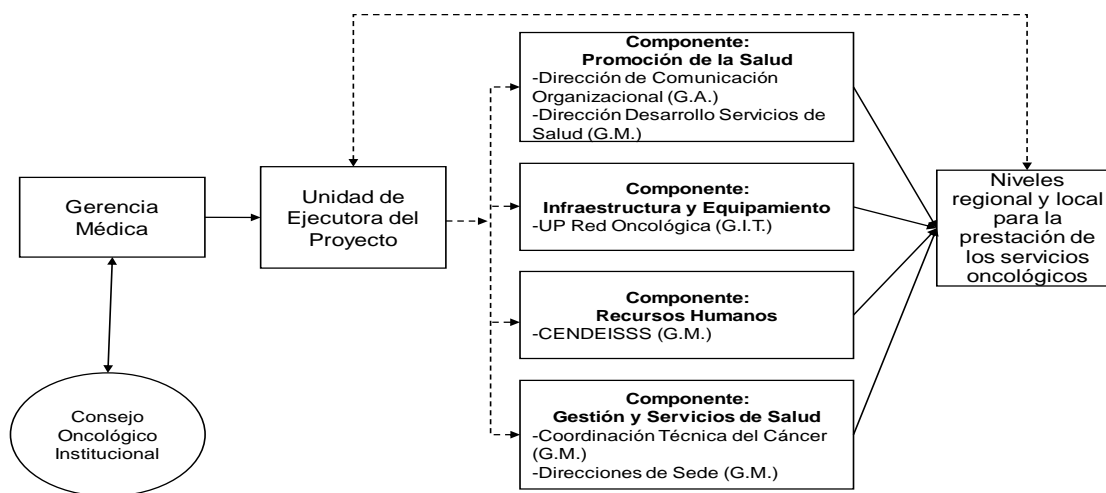 Gerencia
Médica
Consejo
Oncológico
Institucional
Unidad de
Ejecutora del
Proyecto
Componente:
Promoción de la Salud
-Dirección de Comunicación
Organizacional (G.A.)
-Dirección Desarrollo Servicios de
Salud (G.M.)
Componente:
Infraestructura y Equipamiento
-UP Red Oncológica (G.I.T.)
Componente:
Recursos Humanos
-CENDEISSS (G.M.)
Componente:
Gestión y Servicios de Salud
-Coordinación Técnica del Cáncer
(G.M.)
-Direcciones de Sede (G.M.)
Niveles
regional y local
para la
prestación de
los servicios
oncológicos